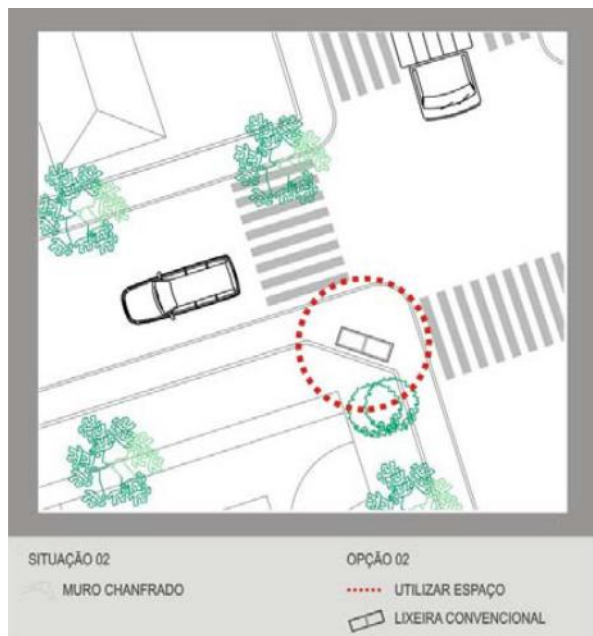 SITUAÇÃO 02
MURO CHANFRADO
OPÇÃO 02
UTILIZAR ESPAÇO
LIXEIRA CONVENCIONAL